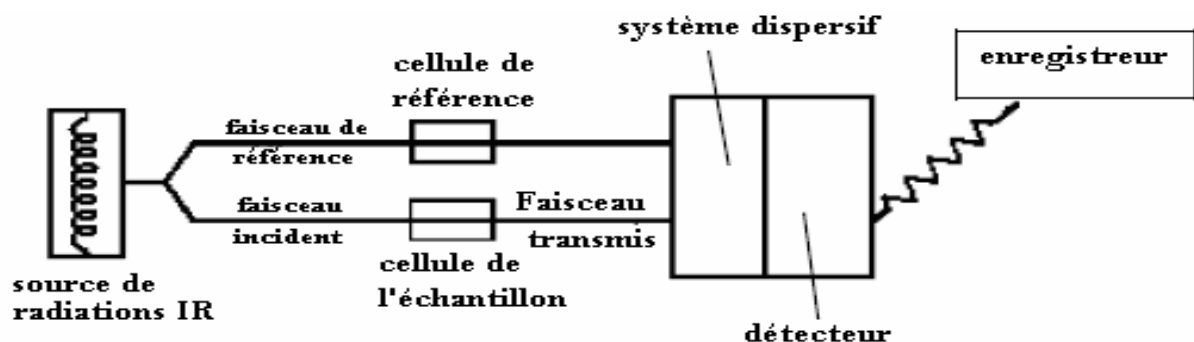 système dispersif
enregistreur
cellule de
référence
faisceau de
référence
faisceau
incident
Faisceau
transmis
cellule de
l'échantillon
source de
radiations IR
détecteur